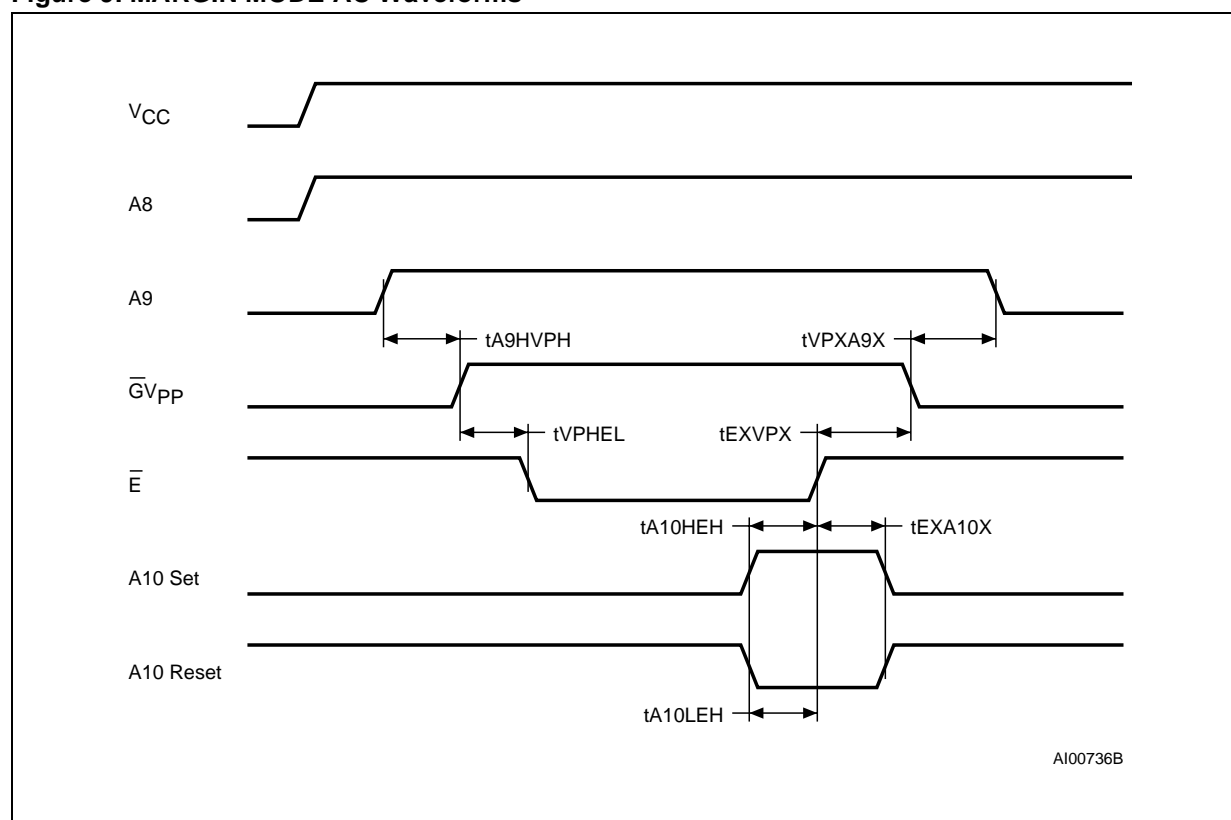 Figure 5. MARGIN MODE AC Waveforms
VCC
A8
A9
tA9HVPH
tVPXA9X
G̅VPP
tVPHEL
tEXVPX
E̅
tA10HEH
tEXA10X
A10 Set
A10 Reset
tA10LEH
AI00736B